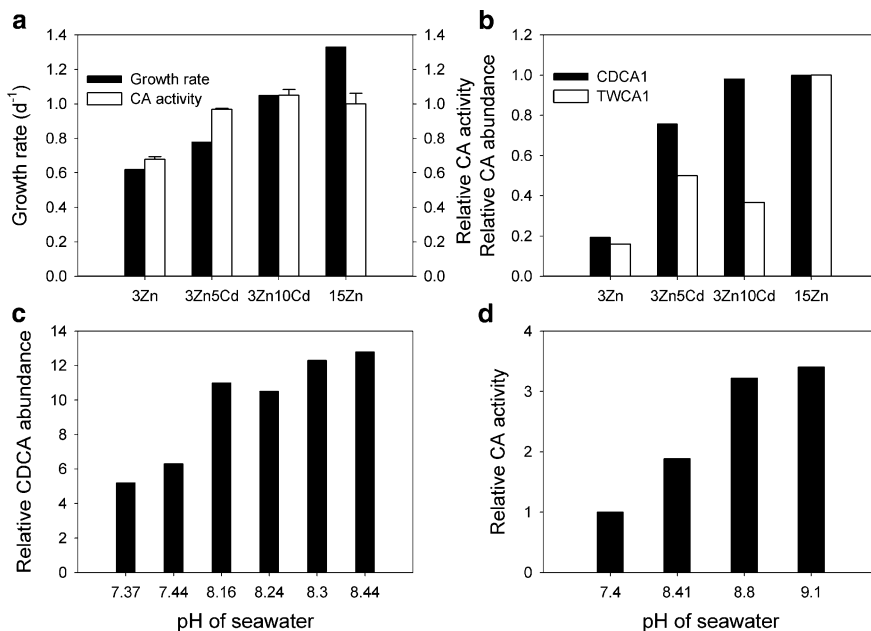 a
Growth rate (d-1)
1.4
1.2
1.0
0.8
0.6
0.4
0.2
0.0
Growth rate
CA activity
3Zn 3Zn5Cd 3Zn10Cd 15Zn
1.4
1.2
1.0
0.8
0.6
0.4
0.2
0.0
Relative CA activity
b
Relative CA abundance
1.2
1.0
0.8
0.6
0.4
0.2
0.0
CDCA1
TWCA1
3Zn 3Zn5Cd 3Zn10Cd 15Zn
c
Relative CDCA abundance
14
12
10
8
6
4
2
0
7.37 7.44 8.16 8.24 8.3 8.44
pH of seawater
d
Relative CA activity
4
3
2
1
0
7.4 8.41 8.8 9.1
pH of seawater